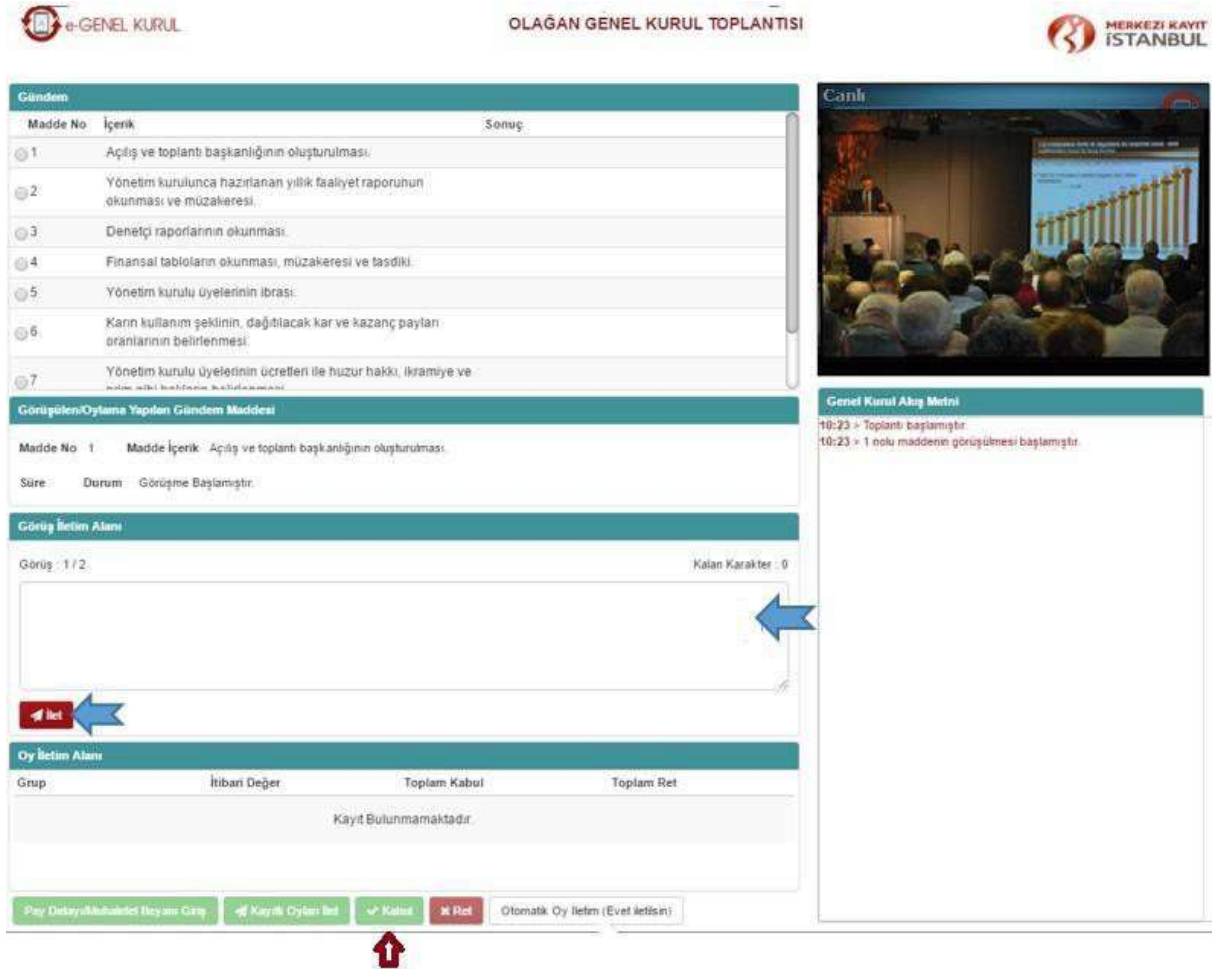 e-GENEL KURUL
OLAĞAN GENEL KURUL TOPLANTISI
MERKEZİ KAYIT
İSTANBUL
Gündem
Madde No İçerik Sonuç
1 Açılış ve toplantı başkanlığının oluşturulması.
2 Yönetim kurulunca hazırlanan yıllık faaliyet raporunun
okunması ve müzakeresi.
3 Denetçi raporlarının okunması.
4 Finansal tabloların okunması, müzakeresi ve tasdiki.
5 Yönetim kurulu üyelerinin ibrası.
6 Karın kullanım şeklinin, dağıtılacak kar ve kazanç payları
oranlarının belirlenmesi.
7 Yönetim kurulu üyelerinin ücretleri ile huzur hakkı, ikramiye ve
Görüşülen/Oylama Yapılan Gündem Maddesi
Madde No 1 Madde İçerik Açılış ve toplantı başkanlığının oluşturulması.
Süre Durum Görüşme Başlamıştır.
Görüş İletim Alanı
Görüş : 1 / 2 Kalan Karakter : 0
İlet
Oy İletim Alanı
Grup İtibari Değer Toplam Kabul Toplam Ret
Kayıt Bulunmamaktadır.
Pay Detayı/Muhalefet Beyanı Giriş Kayıtlı Oyları İlet Kabul Ret Otomatik Oy İletim (Evet iletilsin)
Canlı
Genel Kurul Akış Metni
10:23 > Toplantı başlamıştır.
10:23 > 1 nolu maddenin görüşülmesi başlamıştır.